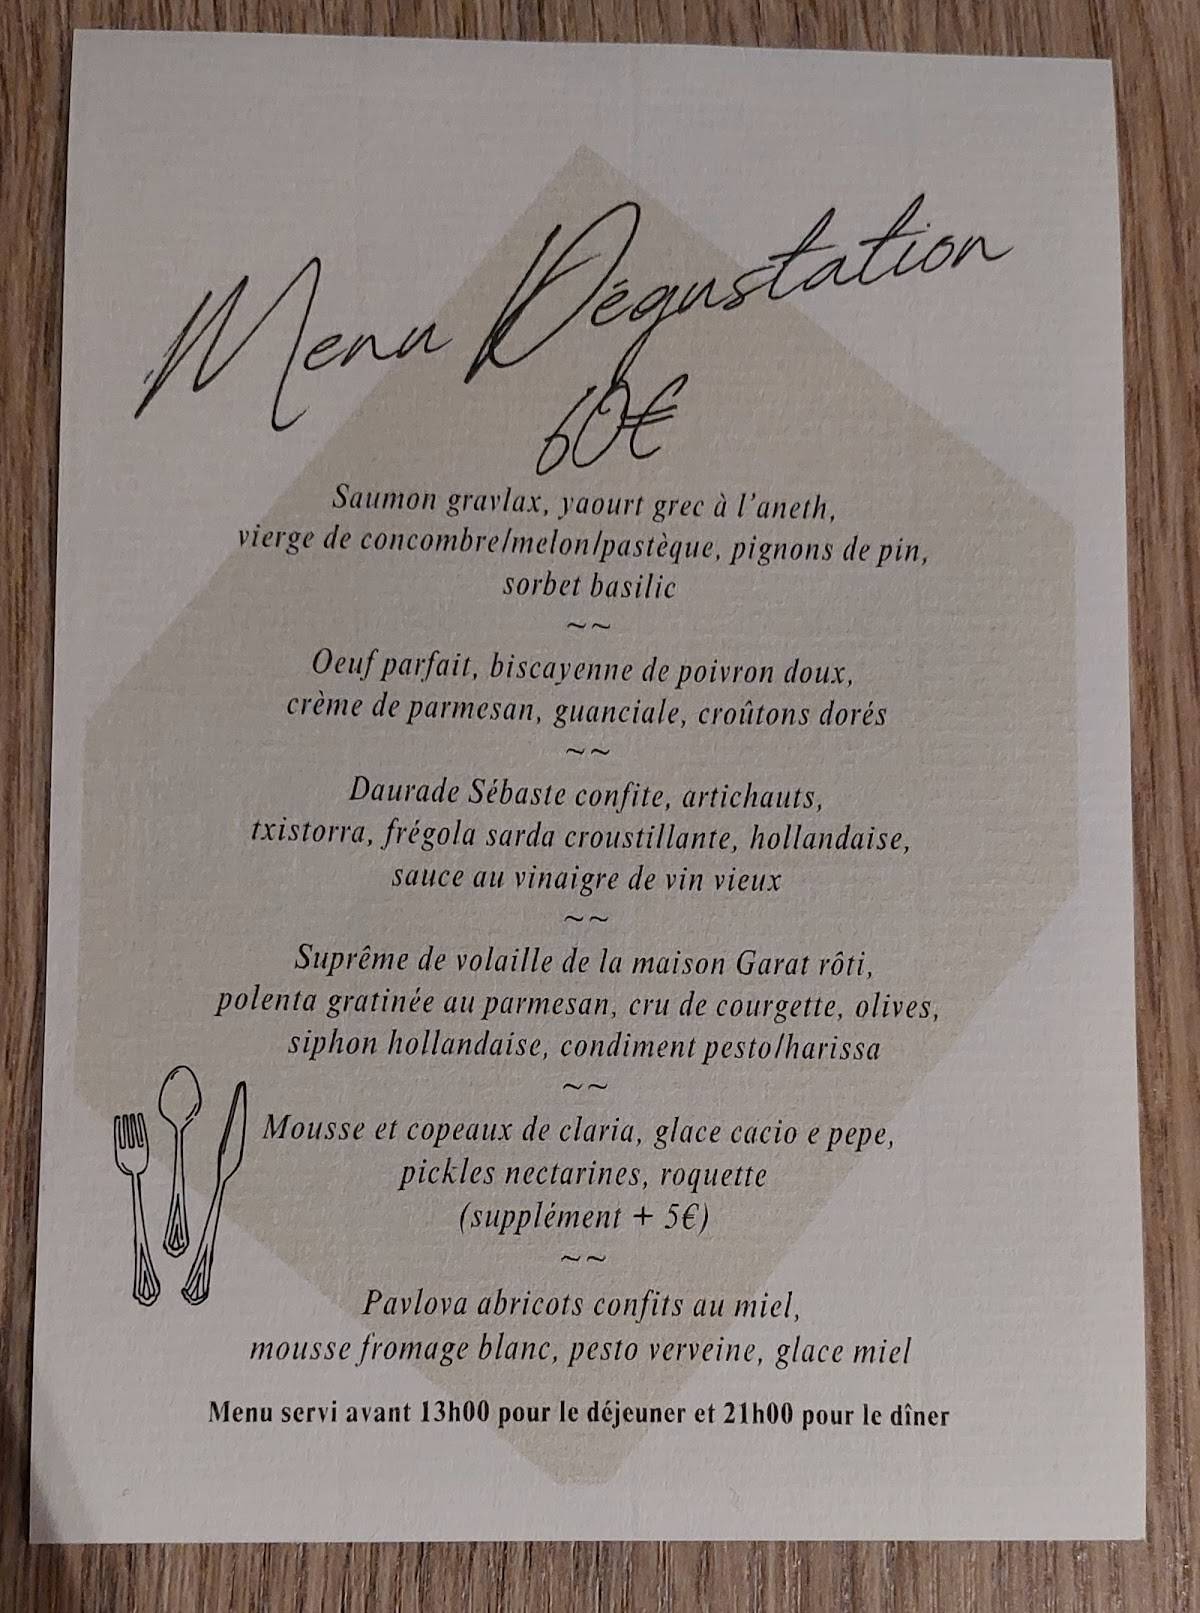 Menu Dégustation
60€
Saumon gravlax, yaourt grec à l'aneth,
vierge de concombre/melon/pastèque, pignons de pin,
sorbet basilic
~~
Oeuf parfait, biscayenne de poivron doux,
crème de parmesan, guanciale, croûtons dorés
~~
Daurade Sébaste confite, artichauts,
txistorra, frégola sarda croustillante, hollandaise,
sauce au vinaigre de vin vieux
~~
Suprême de volaille de la maison Garat rôti,
polenta gratinée au parmesan, cru de courgette, olives,
siphon hollandaise, condiment pesto/harissa
~~
Mousse et copeaux de claria, glace cacio e pepe,
pickles nectarines, roquette
(supplément + 5€)
~~
Pavlova abricots confits au miel,
mousse fromage blanc, pesto verveine, glace miel
Menu servi avant 13h00 pour le déjeuner et 21h00 pour le dîner